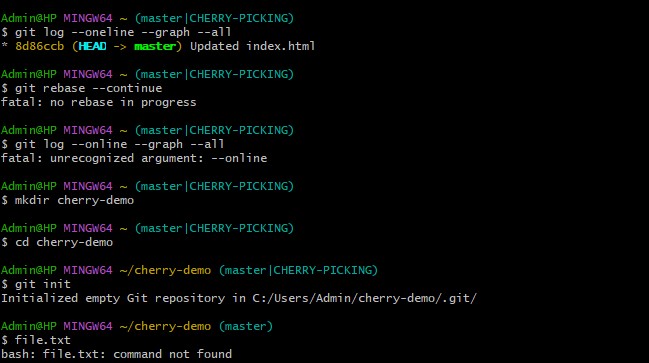 Admin@HP MINGW64 ~ (master|CHERRY-PICKING)
$ git log --oneline --graph --all
* 8d86ccb (HEAD -> master) Updated index.html
Admin@HP MINGW64 ~ (master|CHERRY-PICKING)
$ git rebase --continue
fatal: no rebase in progress
Admin@HP MINGW64 ~ (master|CHERRY-PICKING)
$ git log --online --graph --all
fatal: unrecognized argument: --online
Admin@HP MINGW64 ~ (master|CHERRY-PICKING)
$ mkdir cherry-demo
Admin@HP MINGW64 ~ (master|CHERRY-PICKING)
$ cd cherry-demo
Admin@HP MINGW64 ~/cherry-demo (master|CHERRY-PICKING)
$ git init
Initialized empty Git repository in C:/Users/Admin/cherry-demo/.git/
Admin@HP MINGW64 ~/cherry-demo (master)
$ file.txt
bash: file.txt: command not found